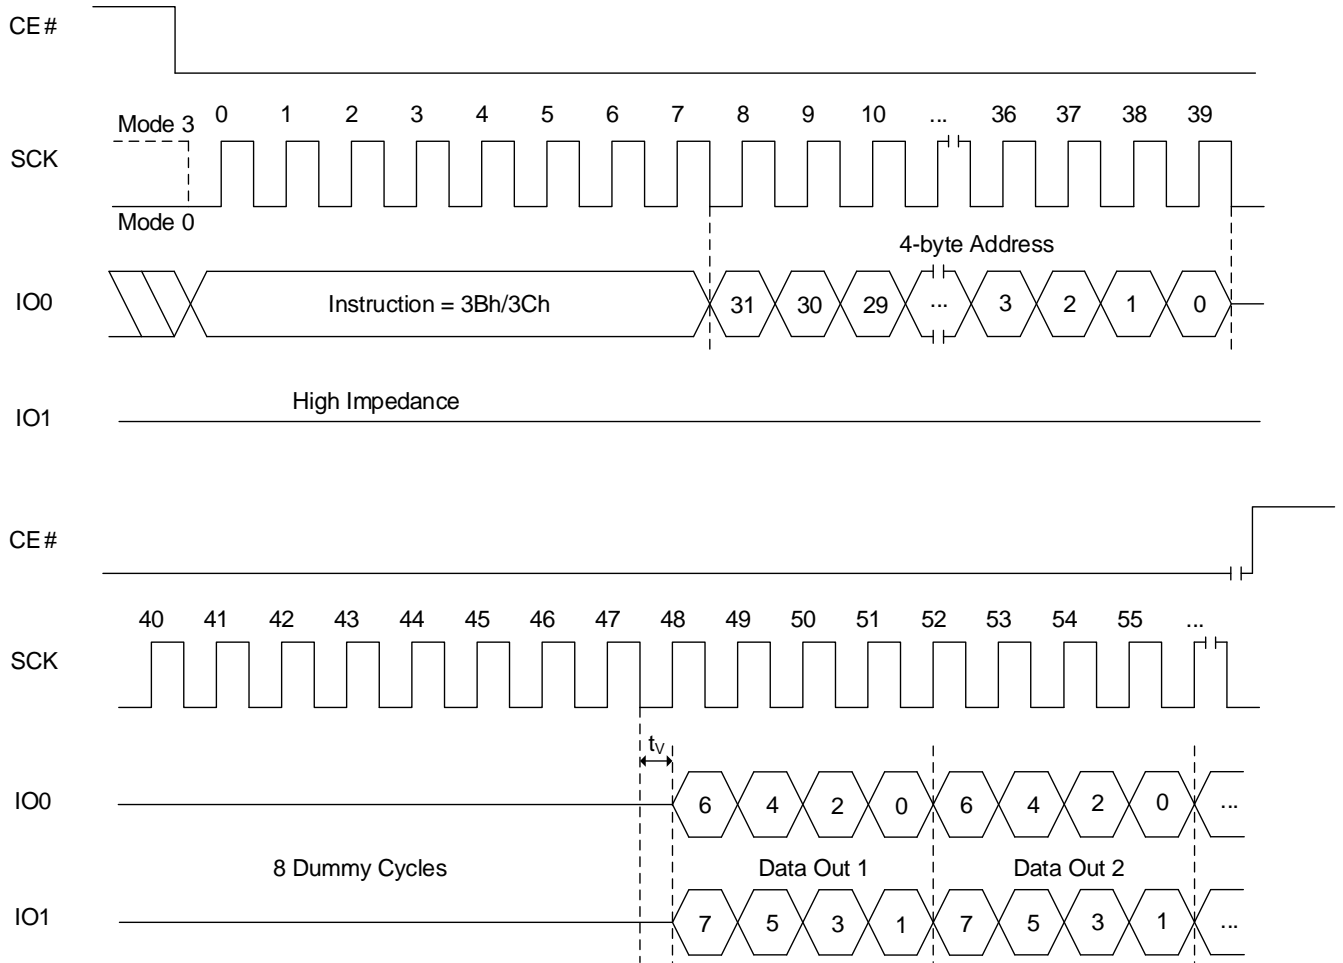 CE#
Mode 3
0 1 2 3 4 5 6 7 8 9 10 ... 36 37 38 39
SCK
Mode 0
4-byte Address
IO0
Instruction = 3Bh/3Ch 31 30 29 ... 3 2 1 0
High Impedance
IO1
CE#
40 41 42 43 44 45 46 47 48 49 50 51 52 53 54 55 ...
SCK
tV
IO0
6 4 2 0 6 4 2 0 ...
8 Dummy Cycles Data Out 1 Data Out 2
IO1
7 5 3 1 7 5 3 1 ...